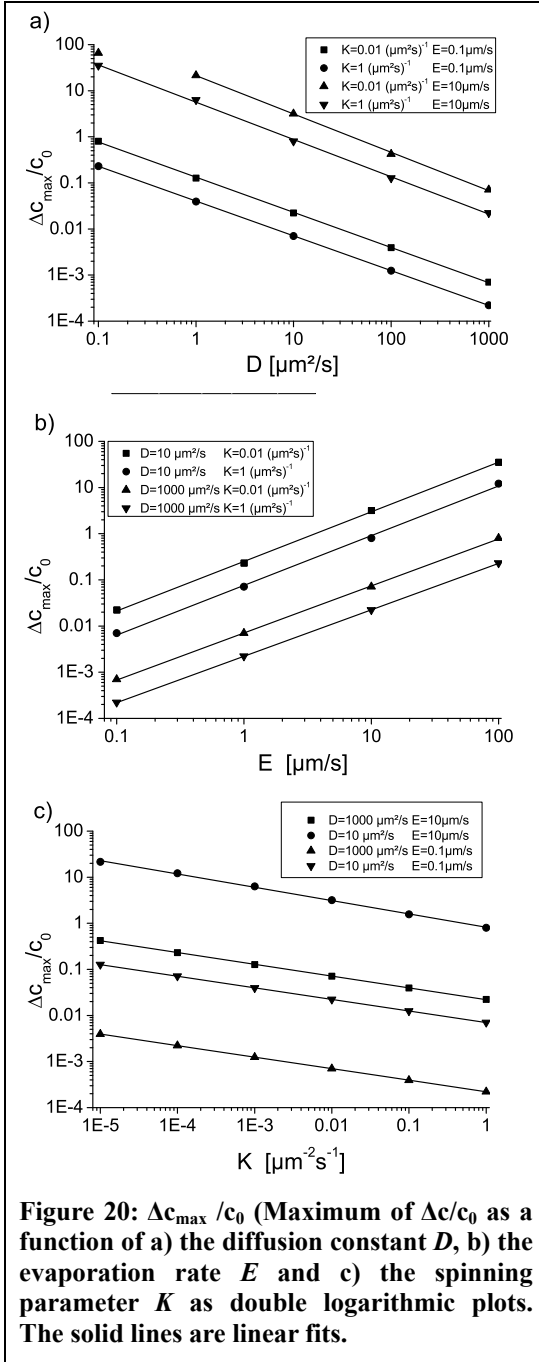 a)
K=0.01 (µm²s)⁻¹ E=0.1µm/s
K=1 (µm²s)⁻¹ E=0.1µm/s
K=0.01 (µm²s)⁻¹ E=10µm/s
K=1 (µm²s)⁻¹ E=10µm/s
100
10
1
0.1
0.01
1E-3
1E-4
Δc_max/c₀
0.1 1 10 100 1000
D [µm²/s]
b)
D=10 µm²/s K=0.01 (µm²s)⁻¹
D=10 µm²/s K=1 (µm²s)⁻¹
D=1000 µm²/s K=0.01 (µm²s)⁻¹
D=1000 µm²/s K=1 (µm²s)⁻¹
100
10
1
0.1
0.01
1E-3
1E-4
Δc_max/c₀
0.1 1 10 100
E [µm/s]
c)
D=1000 µm²/s E=10µm/s
D=10 µm²/s E=10µm/s
D=1000 µm²/s E=0.1µm/s
D=10 µm²/s E=0.1µm/s
100
10
1
0.1
0.01
1E-3
1E-4
Δc_max/c₀
1E-5 1E-4 1E-3 0.01 0.1 1
K [µm⁻²s⁻¹]
Figure 20: Δc_max /c₀ (Maximum of Δc/c₀ as a
function of a) the diffusion constant D, b) the
evaporation rate E and c) the spinning
parameter K as double logarithmic plots.
The solid lines are linear fits.